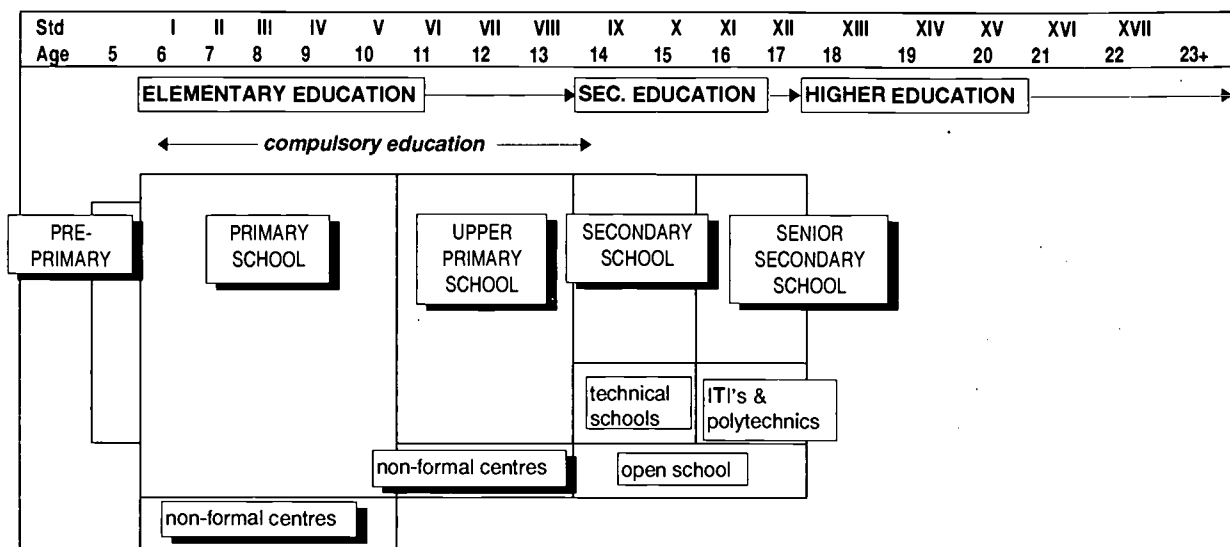 Std I II III IV V VI VII VIII IX X XI XII XIII XIV XV XVI XVII
Age 5 6 7 8 9 10 11 12 13 14 15 16 17 18 19 20 21 22 23+
ELEMENTARY EDUCATION SEC. EDUCATION HIGHER EDUCATION
compulsory education
PRE-
PRIMARY
PRIMARY
SCHOOL
UPPER
PRIMARY
SCHOOL
SECONDARY
SCHOOL
SENIOR
SECONDARY
SCHOOL
technical
schools
ITI's &
polytechnics
non-formal centres
open school
non-formal centres